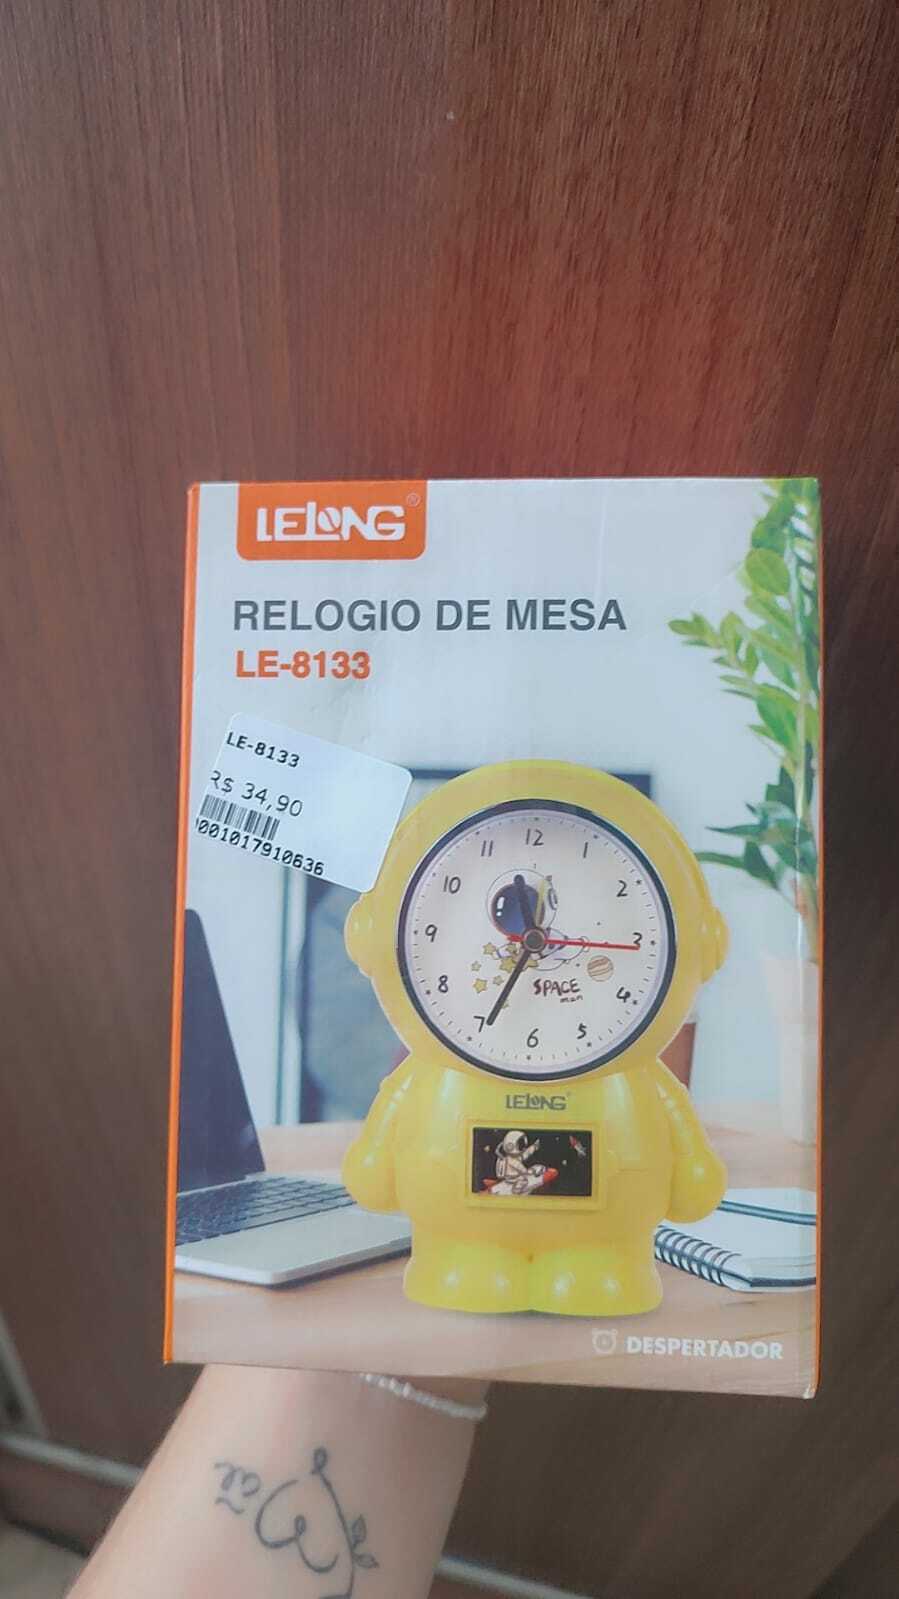 LELONG®
RELOGIO DE MESA
LE-8133
LE-8133
R$ 34,90
001017910636
12
11
1
10
2
9
3
8
4
7
5
6
SPACE
man
LELONG
DESPERTADOR